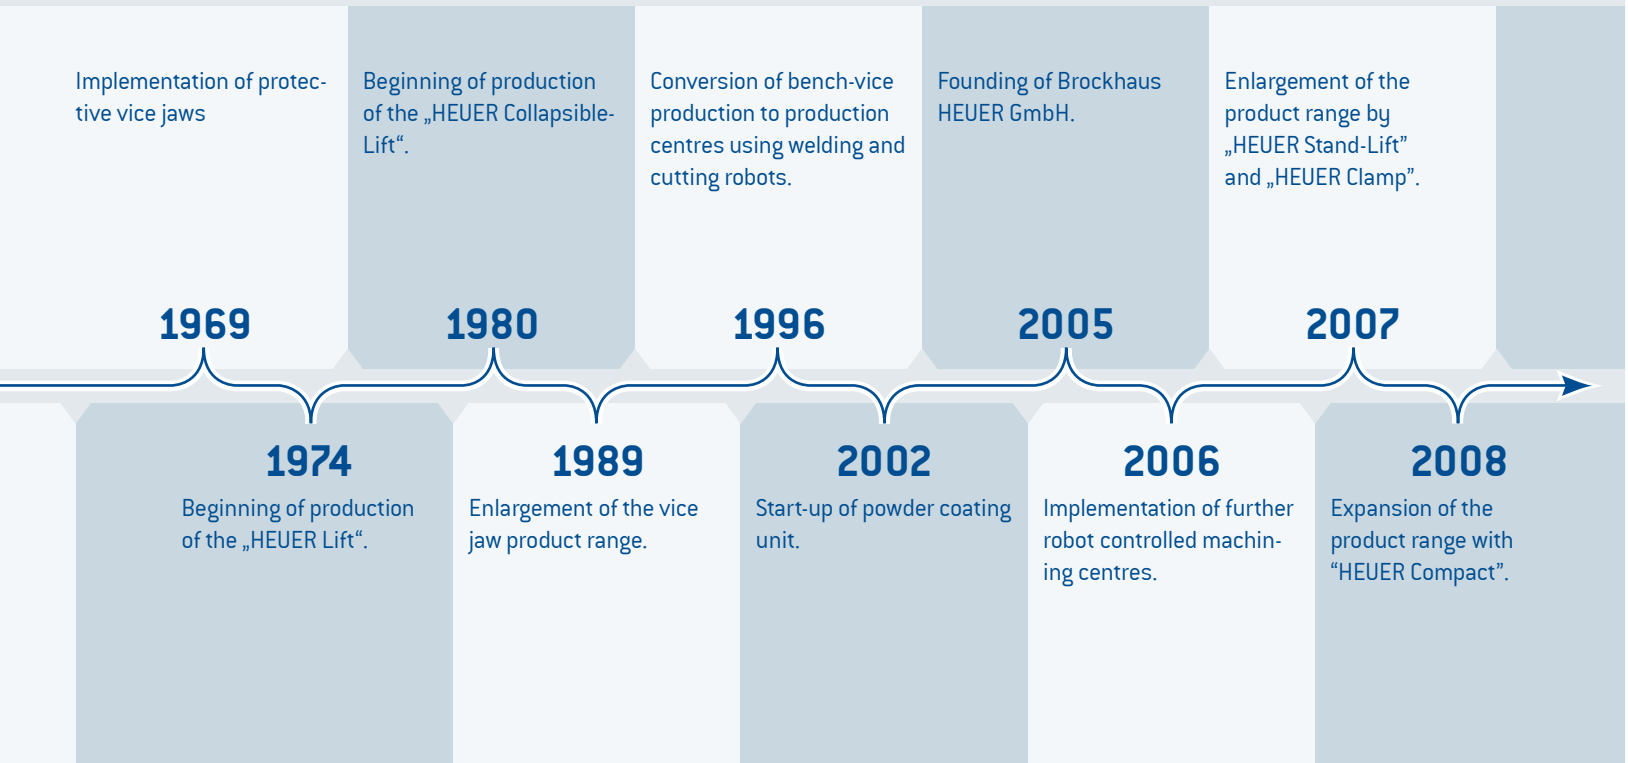 Implementation of protec-
tive vice jaws
1969
1974
Beginning of production
of the „HEUER Lift“.
Beginning of production
of the „HEUER Collapsible-
Lift“.
1980
1989
Enlargement of the vice
jaw product range.
Conversion of bench-vice
production to production
centres using welding and
cutting robots.
1996
2002
Start-up of powder coating
unit.
Founding of Brockhaus
HEUER GmbH.
2005
2006
Implementation of further
robot controlled machin-
ing centres.
Enlargement of the
product range by
„HEUER Stand-Lift”
and „HEUER Clamp”.
2007
2008
Expansion of the
product range with
“HEUER Compact”.